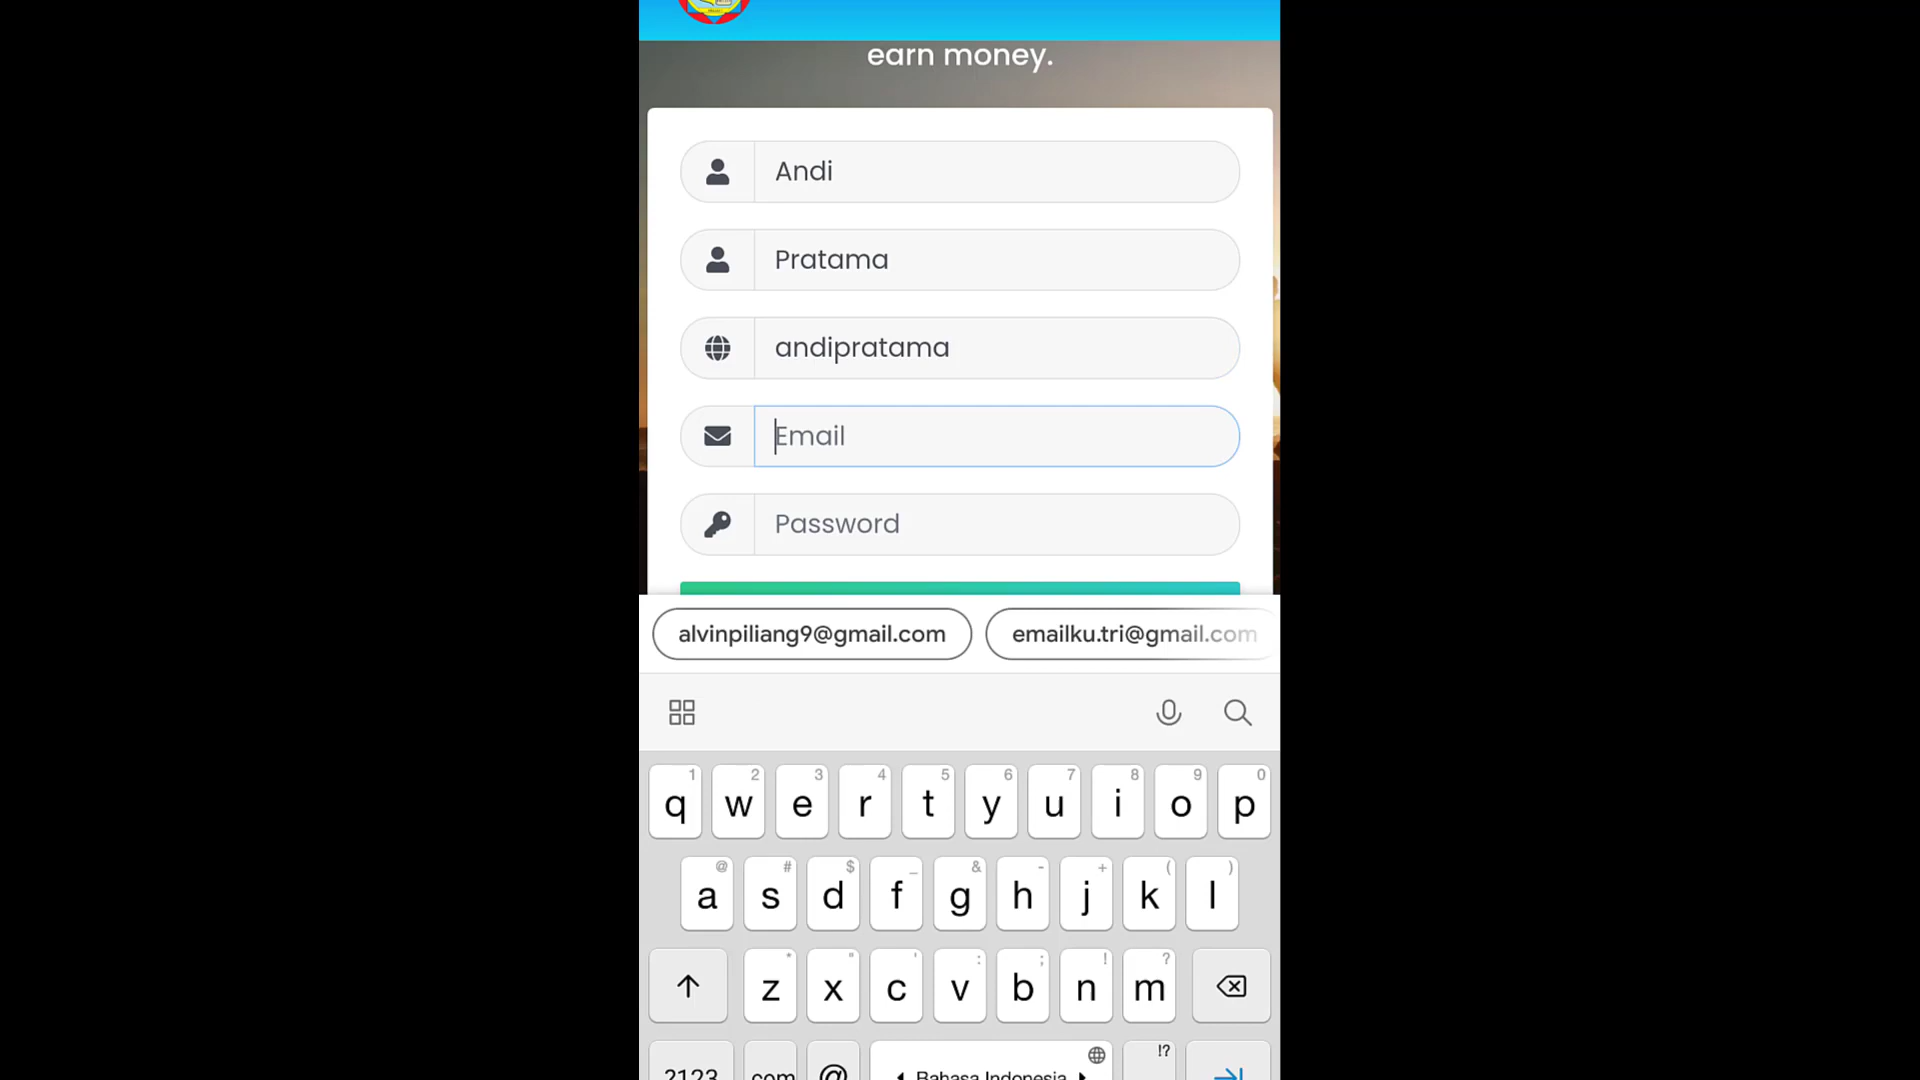 earn money.
Andi
Pratama
andipratama
Email
Password
alvinpiliang9@gmail.com emailku.tri@gmail.com
1 2 3 4 5 6 7 8 9 0
q w e r t y u i o p
@ # $ _ & - + ( )
a s d f g h j k l
* " ' : ; ! ?
z x c v b n m
!?
?123 .com @ Bahasa Indonesia